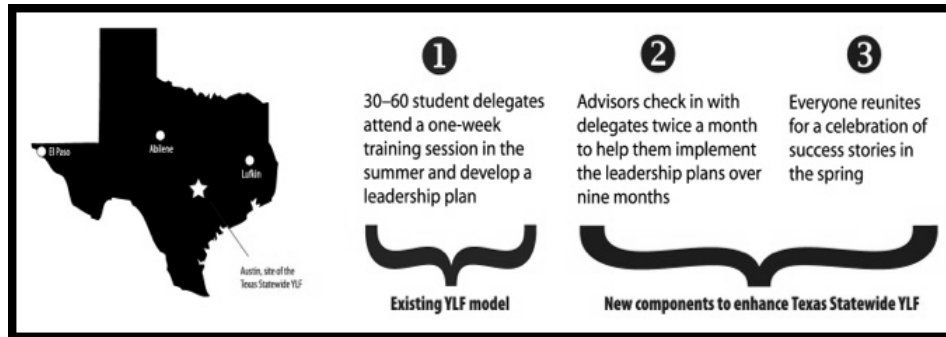 El Paso
Abilene
Lufkin
Austin, site of the
Texas Statewide YLF
1
30–60 student delegates
attend a one-week
training session in the
summer and develop a
leadership plan
Existing YLF model
2
Advisors check in with
delegates twice a month
to help them implement
the leadership plans over
nine months
3
Everyone reunites
for a celebration of
success stories in
the spring
New components to enhance Texas Statewide YLF